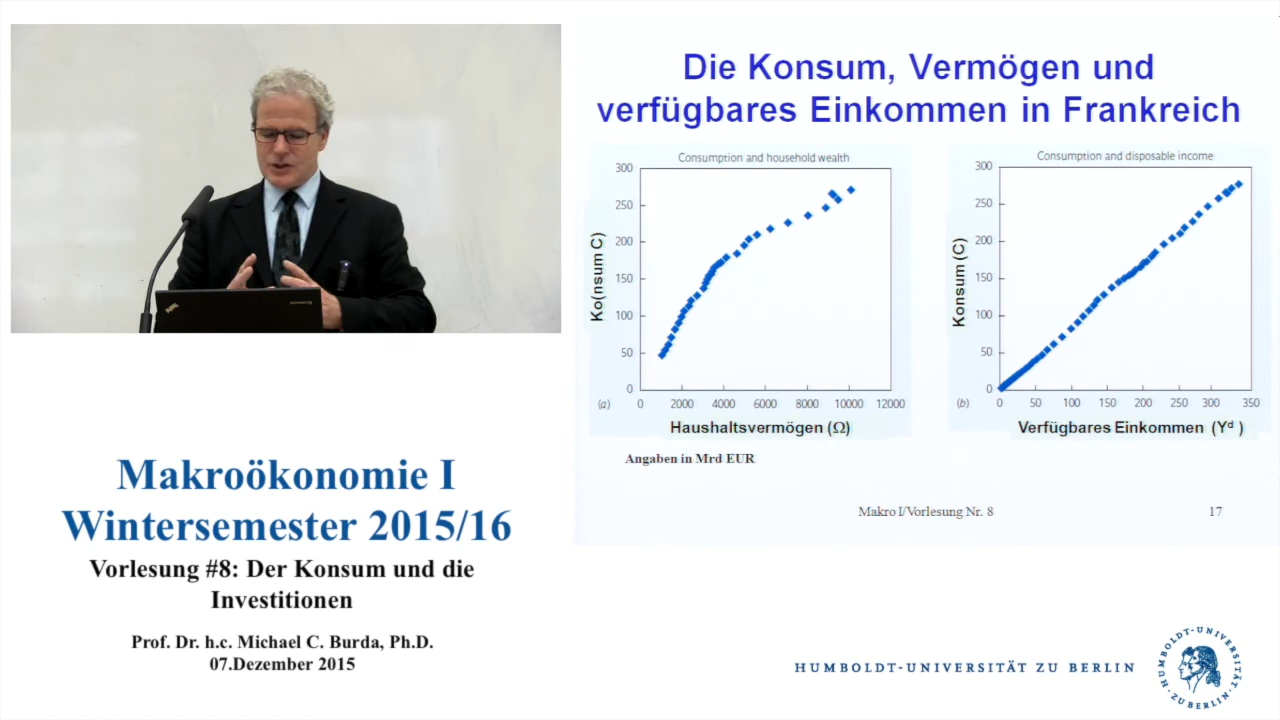 Die Konsum, Vermögen und
verfügbares Einkommen in Frankreich
Consumption and household wealth
300
250
200
150
100
50
0
Ko(nsum C)
(a)
0 2000 4000 6000 8000 10000 12000
Haushaltsvermögen (Ω)
Consumption and disposable income
300
250
200
150
100
50
0
Konsum (C)
(b)
0 50 100 150 200 250 300 350
Verfügbares Einkommen (Yᵈ )
Angaben in Mrd EUR
Makro I/Vorlesung Nr. 8
17
Makroökonomie I
Wintersemester 2015/16
Vorlesung #8: Der Konsum und die
Investitionen
Prof. Dr. h.c. Michael C. Burda, Ph.D.
07.Dezember 2015
HUMBOLDT-UNIVERSITÄT ZU BERLIN
HUMBOLDT-UNIVERSITÄT
ZU BERLIN